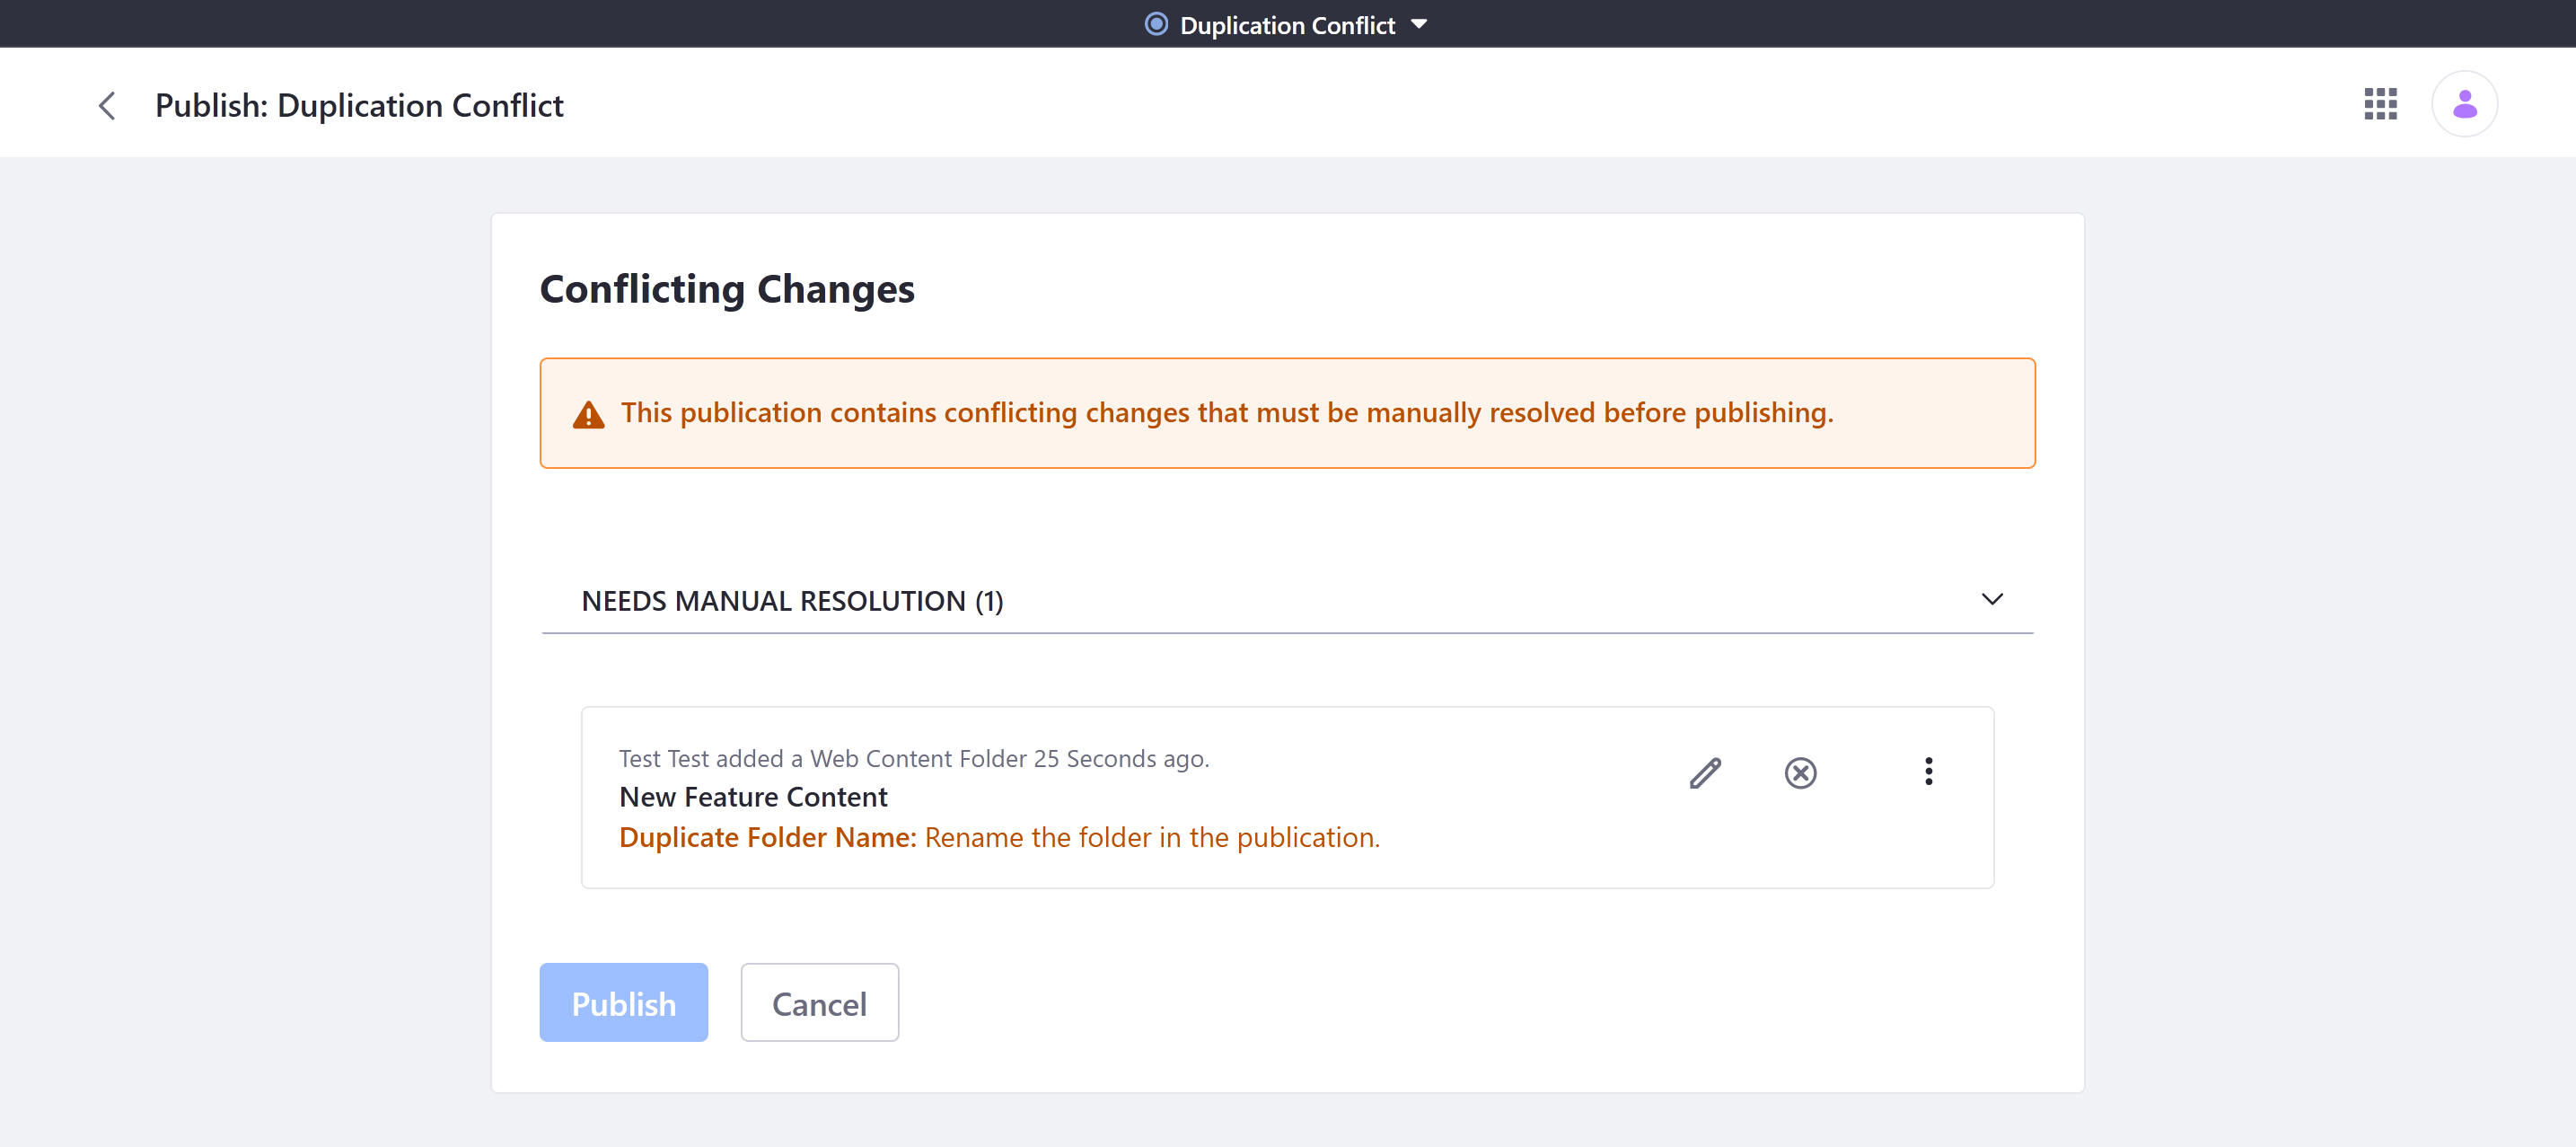 Duplication Conflict
Publish: Duplication Conflict
Conflicting Changes
This publication contains conflicting changes that must be manually resolved before publishing.
NEEDS MANUAL RESOLUTION (1)
Test Test added a Web Content Folder 25 Seconds ago.
New Feature Content
Duplicate Folder Name: Rename the folder in the publication.
Publish
Cancel